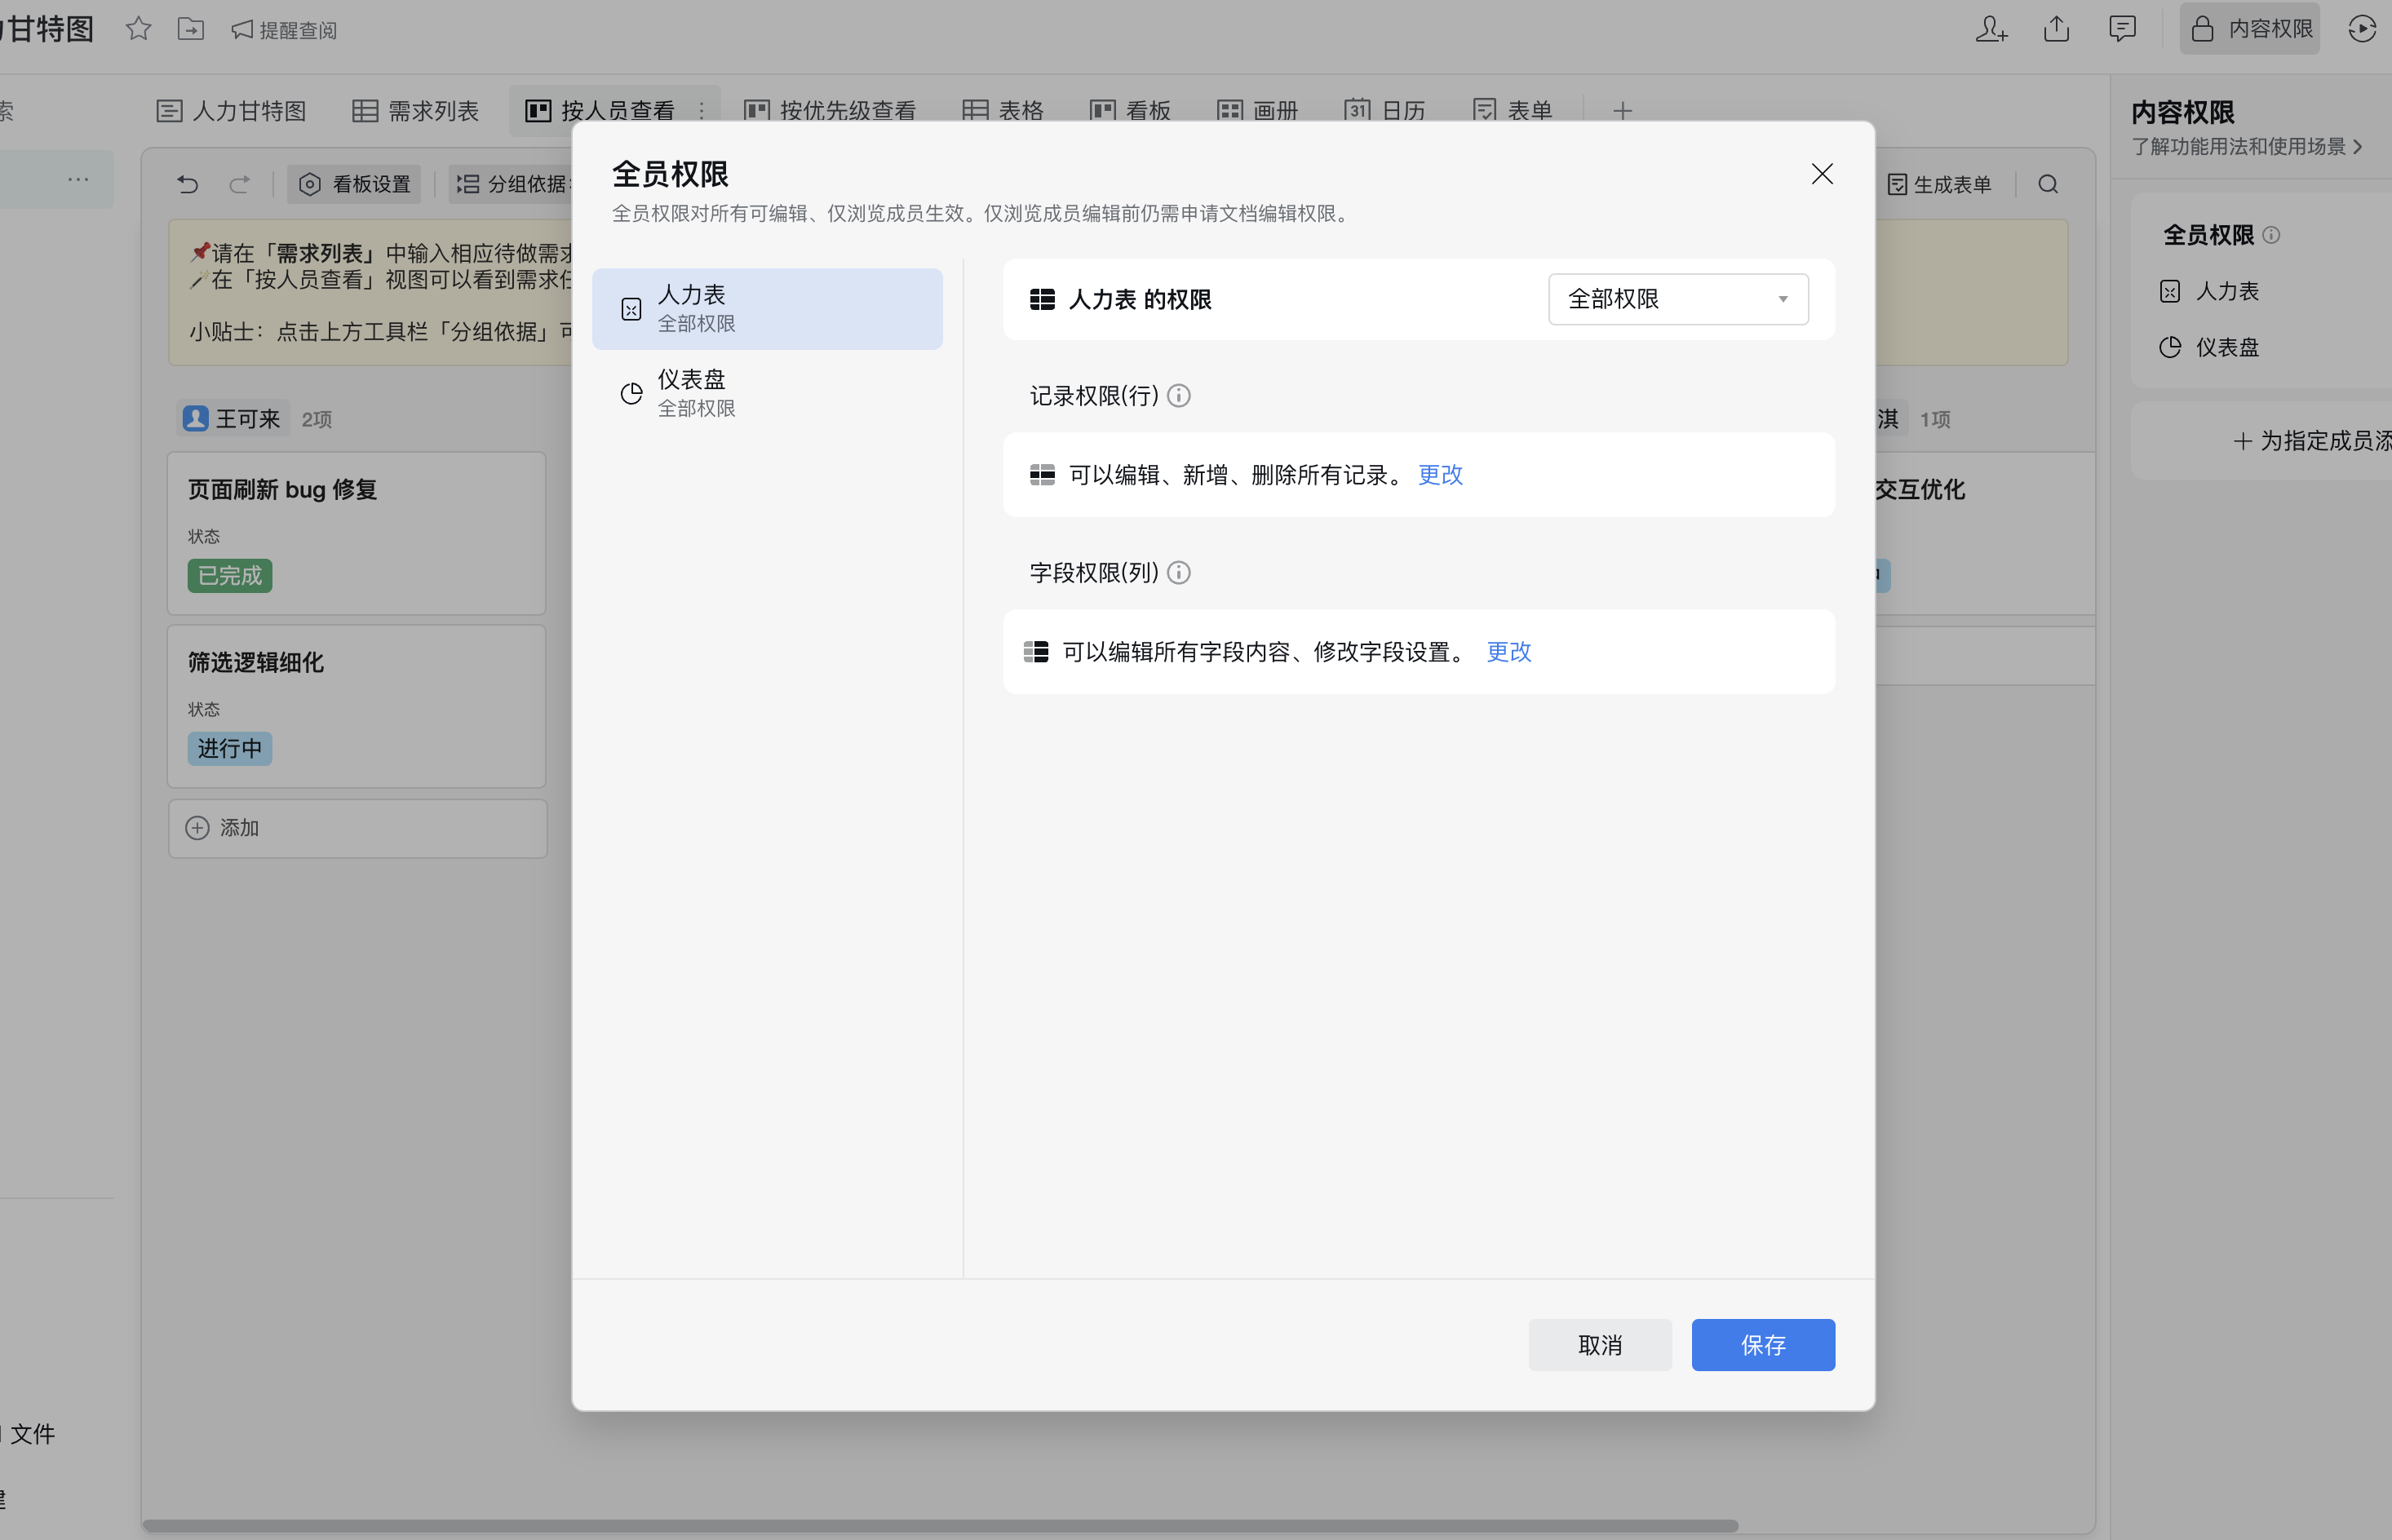 甘特图
提醒查阅
内容权限
索
人力甘特图
需求列表
按人员查看
按优先级查看
表格
看板
画册
31
日历
表单
内容权限
了解功能用法和使用场景
看板设置
分组依据
生成表单
全员权限
全员权限对所有可编辑、仅浏览成员生效。仅浏览成员编辑前仍需申请文档编辑权限。
请在「需求列表」中输入相应待做需求
在「按人员查看」视图可以看到需求任
小贴士：点击上方工具栏「分组依据」可
王可来 2项
页面刷新 bug 修复
状态
已完成
筛选逻辑细化
状态
进行中
添加
人力表
全部权限
仪表盘
全部权限
人力表 的权限
全部权限
记录权限(行)
可以编辑、新增、删除所有记录。 更改
字段权限(列)
可以编辑所有字段内容、修改字段设置。 更改
取消
保存
淇 1项
交互优化
全员权限
人力表
仪表盘
为指定成员添
文件